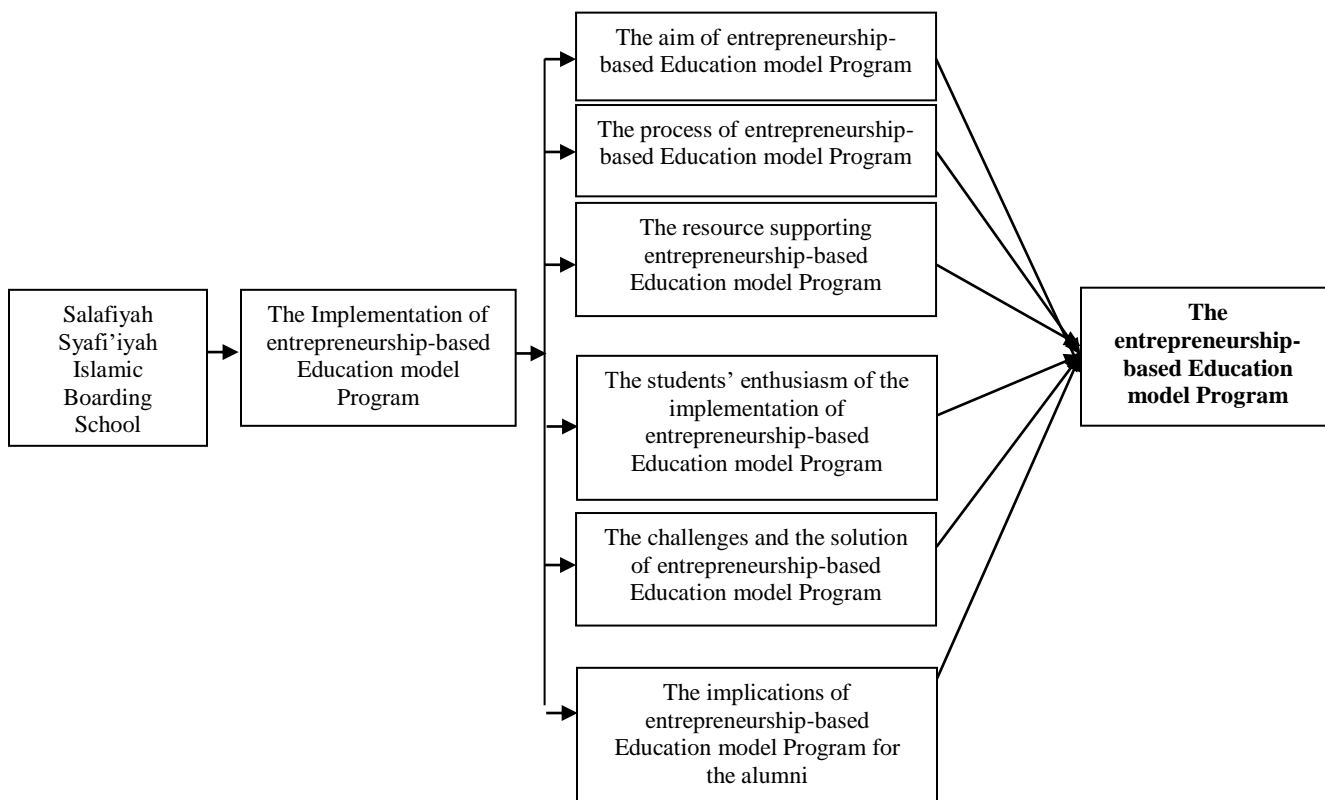 Salafiyah
Syafi’iyah
Islamic
Boarding
School
The Implementation of
entrepreneurship-based
Education model
Program
The aim of entrepreneurship-
based Education model Program
The process of entrepreneurship-
based Education model Program
The resource supporting
entrepreneurship-based
Education model Program
The students’ enthusiasm of the
implementation of
entrepreneurship-based
Education model Program
The challenges and the solution
of entrepreneurship-based
Education model Program
The implications of
entrepreneurship-based
Education model Program for
the alumni
The
entrepreneurship-
based Education
model Program